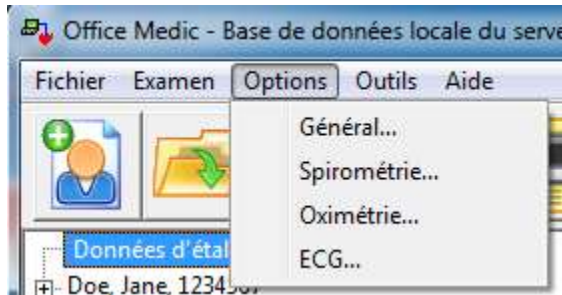 Office Medic - Base de données locale du serve
Fichier Examen Options Outils Aide
Général...
Spirométrie...
Oximétrie...
Données d'étal
ECG...
Doe, Jane, 1234567